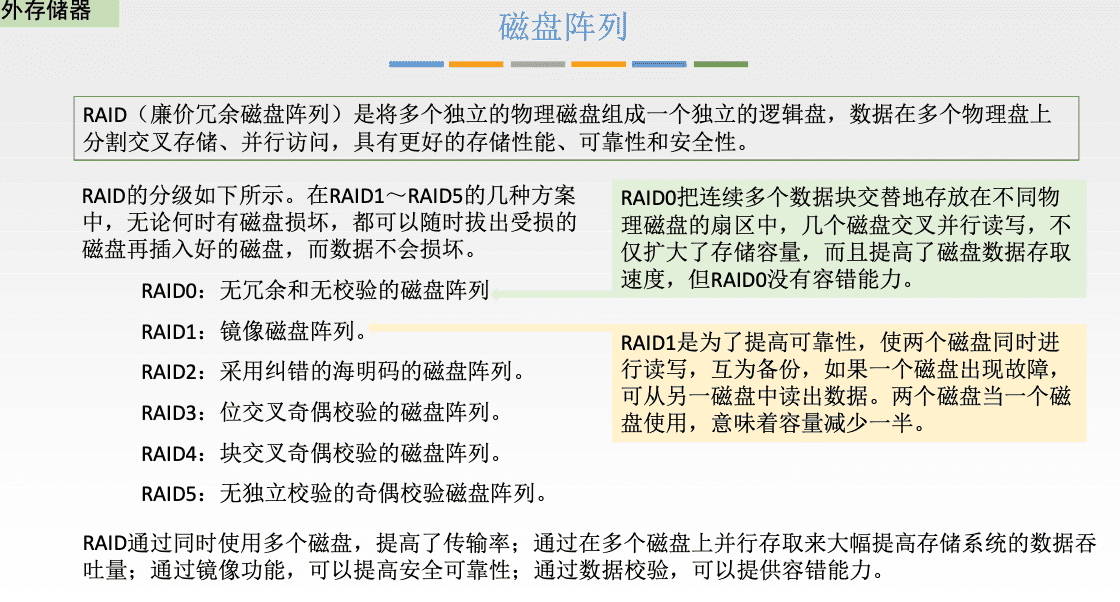 外存储器
磁盘阵列
RAID（廉价冗余磁盘阵列）是将多个独立的物理磁盘组成一个独立的逻辑盘，数据在多个物理盘上
分割交叉存储、并行访问，具有更好的存储性能、可靠性和安全性。
RAID的分级如下所示。在RAID1～RAID5的几种方案
中，无论何时有磁盘损坏，都可以随时拔出受损的
磁盘再插入好的磁盘，而数据不会损坏。
RAID0：无冗余和无校验的磁盘阵列
RAID1：镜像磁盘阵列。
RAID2：采用纠错的海明码的磁盘阵列。
RAID3：位交叉奇偶校验的磁盘阵列。
RAID4：块交叉奇偶校验的磁盘阵列。
RAID5：无独立校验的奇偶校验磁盘阵列。
RAID0把连续多个数据块交替地存放在不同物
理磁盘的扇区中，几个磁盘交叉并行读写，不
仅扩大了存储容量，而且提高了磁盘数据存取
速度，但RAID0没有容错能力。
RAID1是为了提高可靠性，使两个磁盘同时进
行读写，互为备份，如果一个磁盘出现故障，
可从另一磁盘中读出数据。两个磁盘当一个磁
盘使用，意味着容量减少一半。
RAID通过同时使用多个磁盘，提高了传输率；通过在多个磁盘上并行存取来大幅提高存储系统的数据吞
吐量；通过镜像功能，可以提高安全可靠性；通过数据校验，可以提供容错能力。